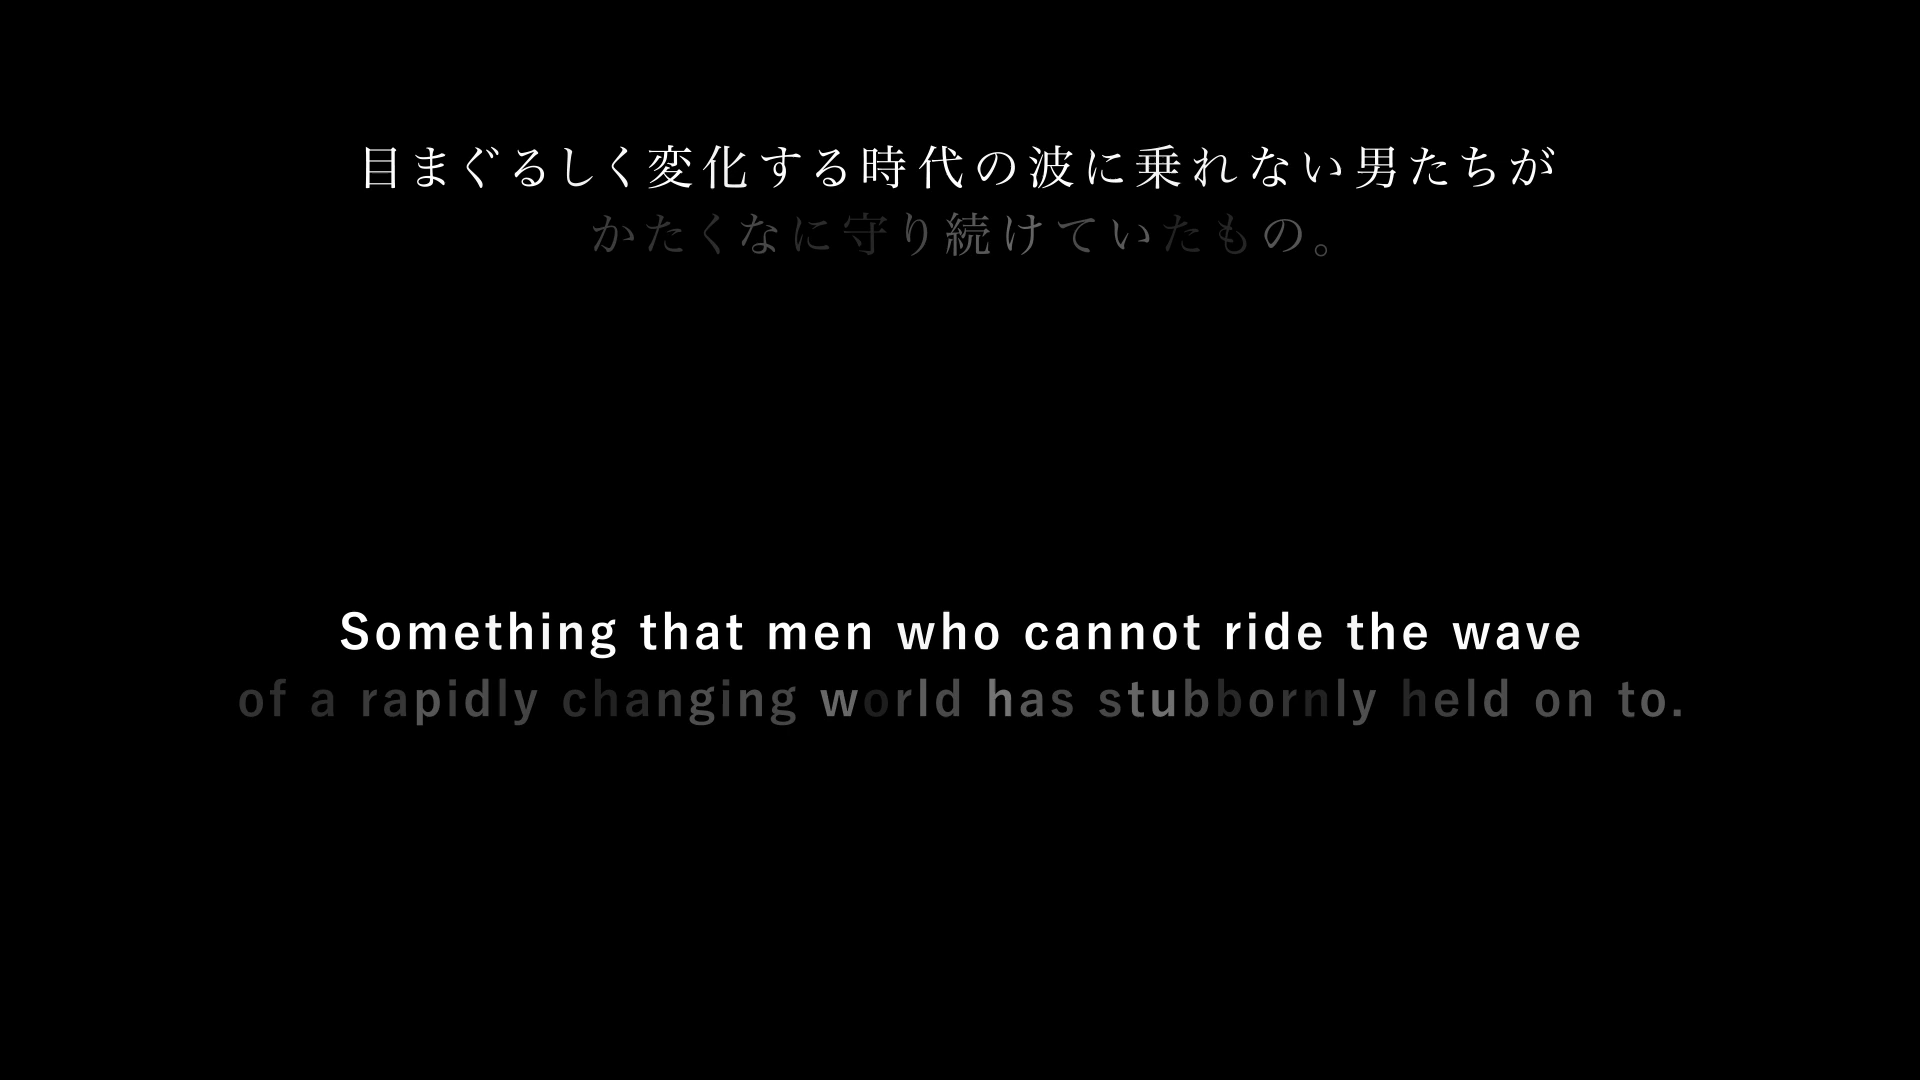 目まぐるしく変化する時代の波に乗れない男たちが
かたくなに守り続けていたもの。
Something that men who cannot ride the wave
of a rapidly changing world has stubbornly held on to.